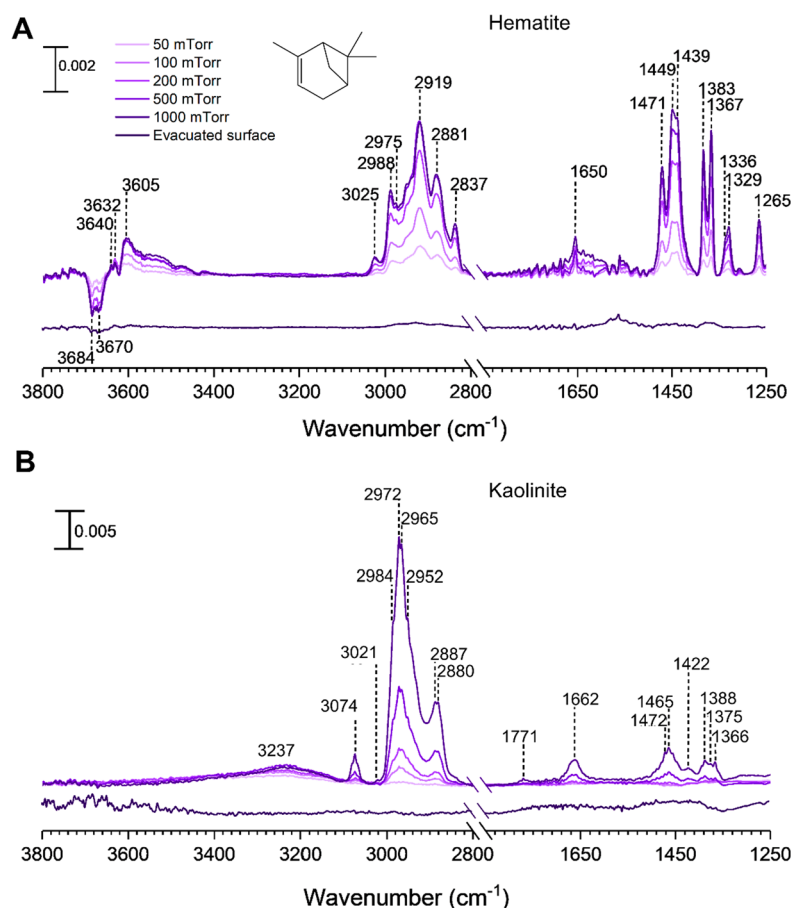 A
Hematite
0.002
50 mTorr
100 mTorr
200 mTorr
500 mTorr
1000 mTorr
Evacuated surface
2919
1449 1439
1471
1383
1367
2975
2988
2881
3605
3632
3640
3025
2837
1650
1336
1329
1265
3670
3684
3800 3600 3400 3200 3000 2800 1650 1450 1250
Wavenumber (cm-1)
B
Kaolinite
0.005
2972
2965
2984 2952
3021
2887
2880
3074
3237
1771
1662
1422
1465
1472
1388
1375
1366
3800 3600 3400 3200 3000 2800 1650 1450 1250
Wavenumber (cm-1)